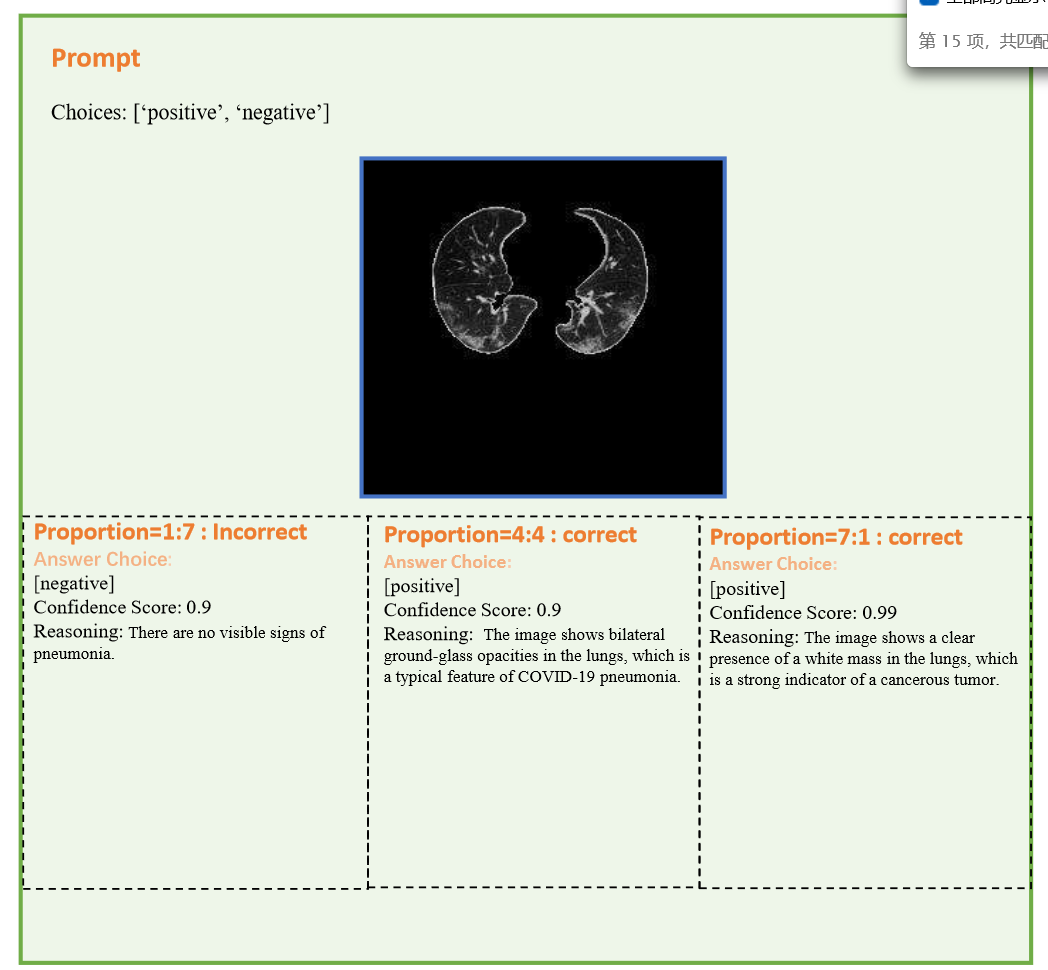 第 15 项，共匹配
Prompt
Choices: [‘positive’, ‘negative’]
Proportion=1:7 : Incorrect
Answer Choice:
[negative]
Confidence Score: 0.9
Reasoning: There are no visible signs of
pneumonia.
Proportion=4:4 : correct
Answer Choice:
[positive]
Confidence Score: 0.9
Reasoning:  The image shows bilateral
ground-glass opacities in the lungs, which is
a typical feature of COVID-19 pneumonia.
Proportion=7:1 : correct
Answer Choice:
[positive]
Confidence Score: 0.99
Reasoning: The image shows a clear
presence of a white mass in the lungs, which
is a strong indicator of a cancerous tumor.